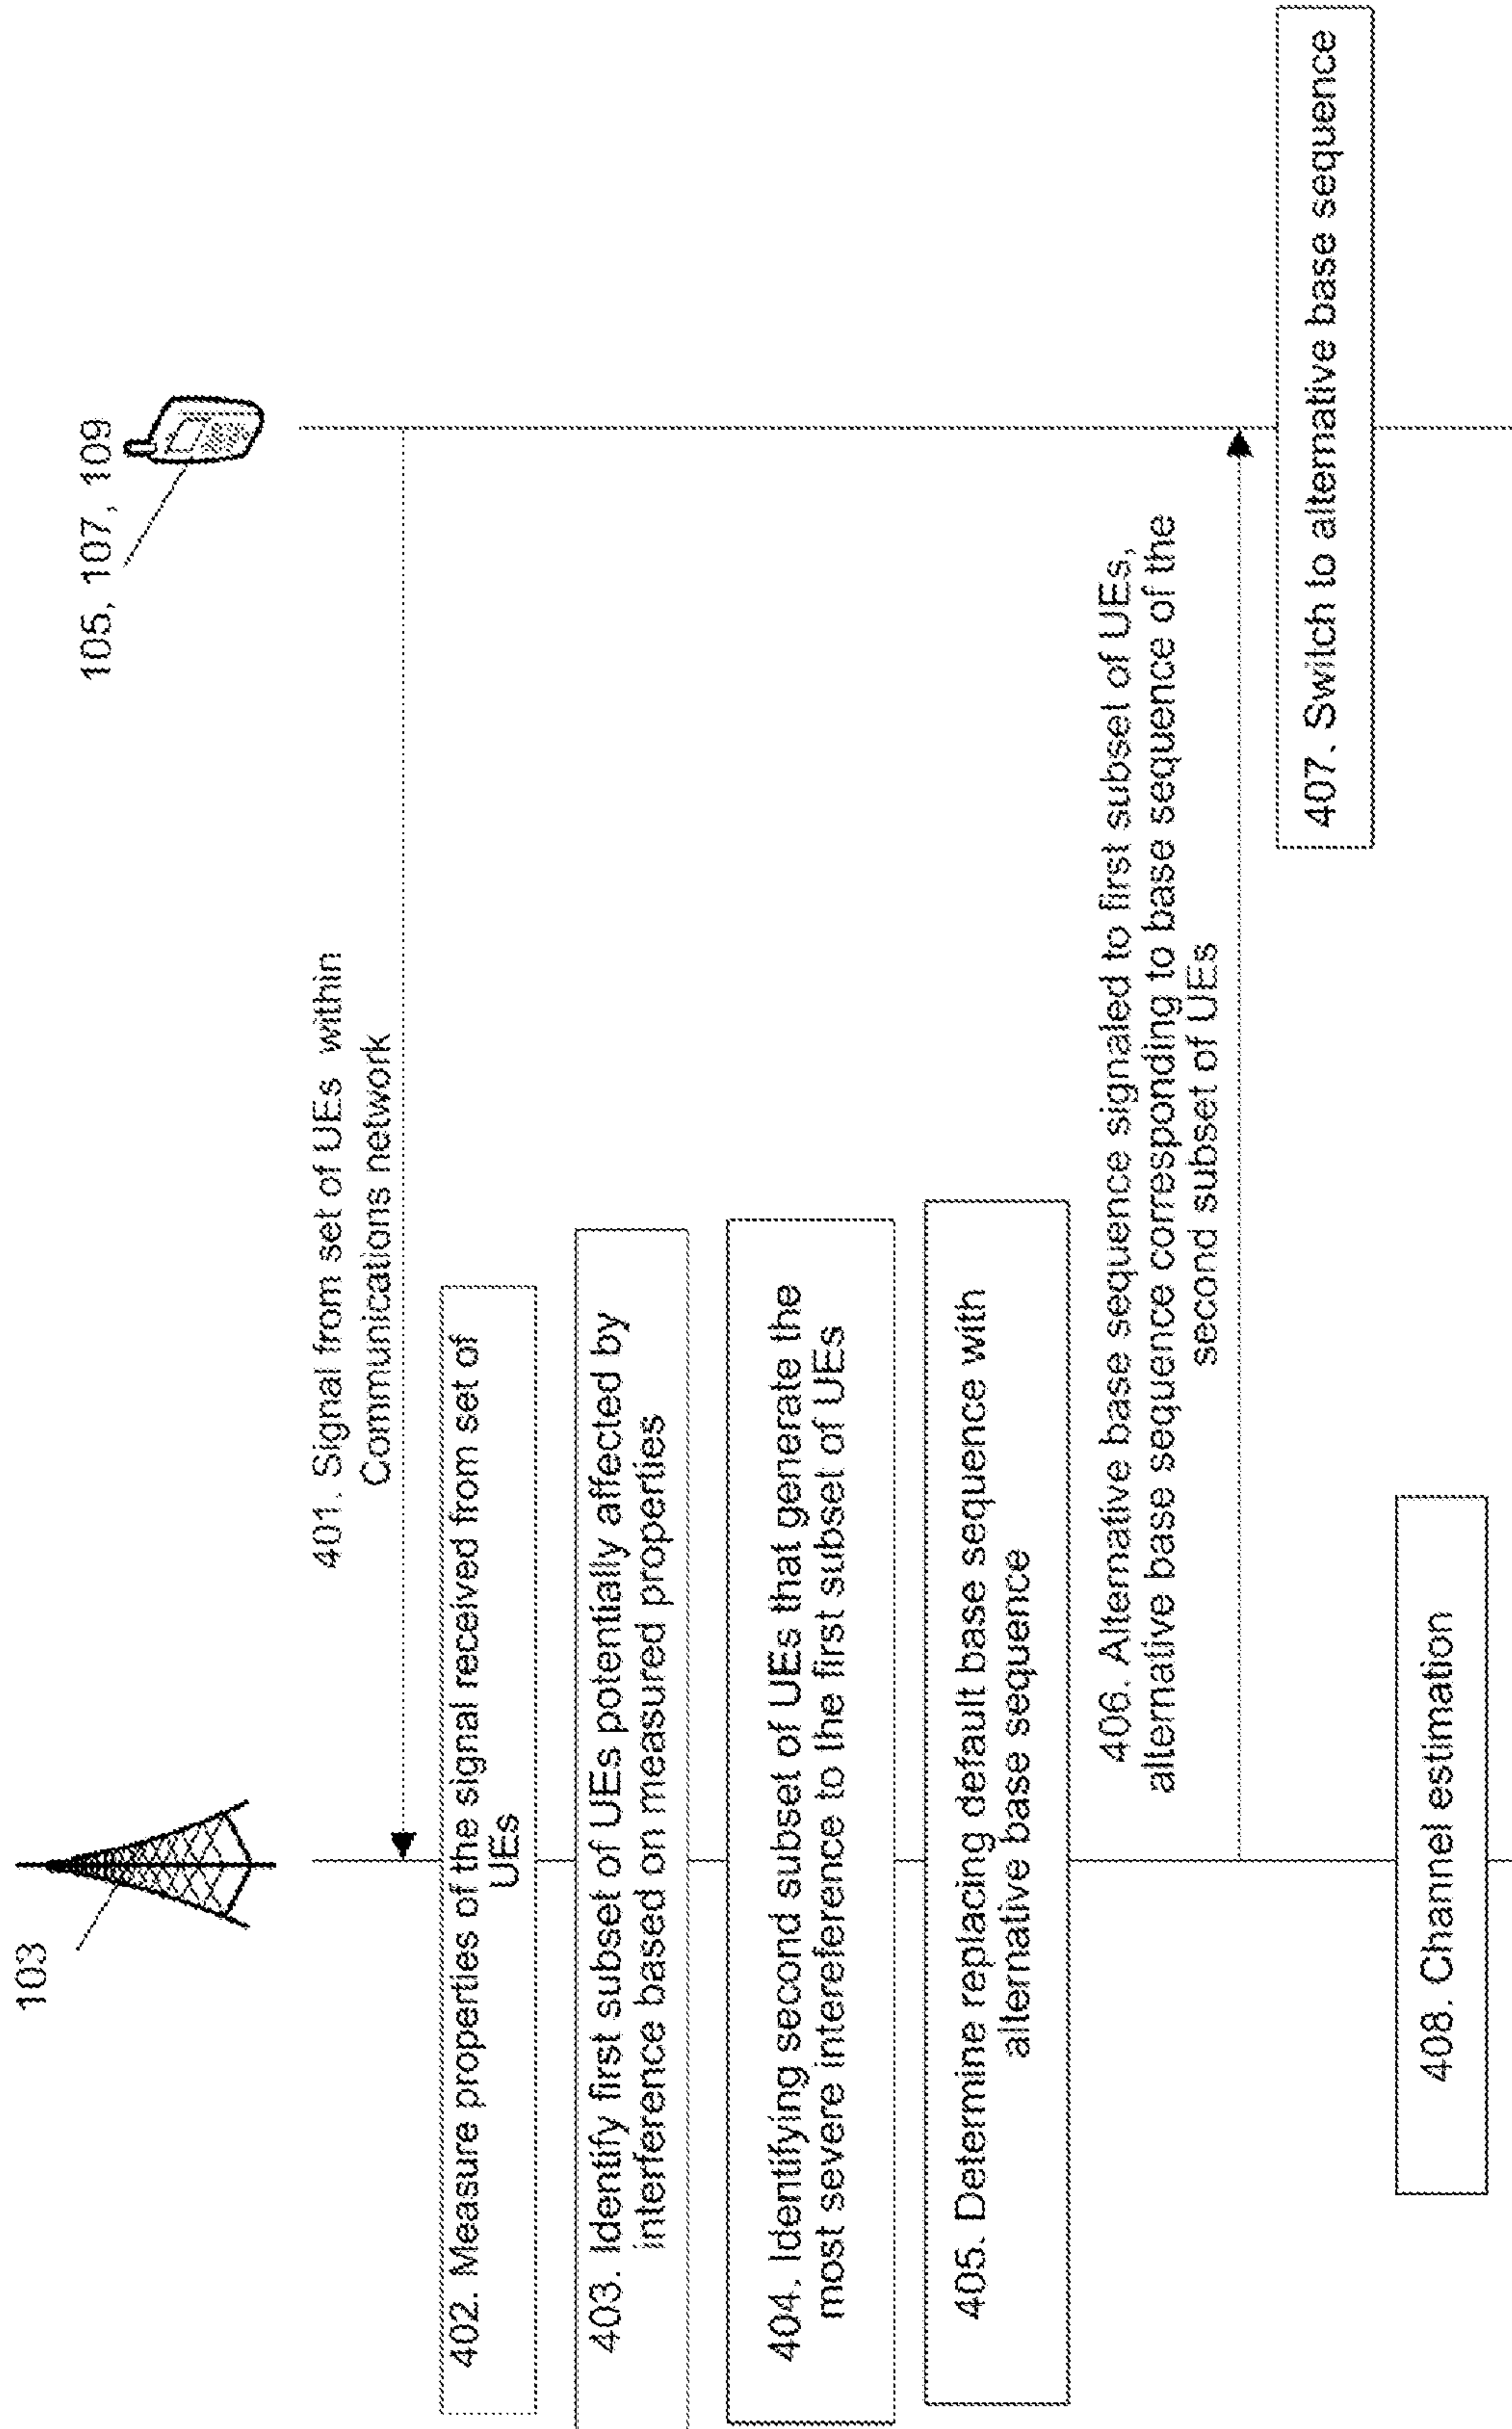 103
105, 107, 109
401. Signal from set of UEs within
Communications network
402. Measure properties of the signal received from set of
UEs
403. Identify first subset of UEs potentially affected by
interference based on measured properties
404. Identifying second subset of UEs that generate the
most severe intereference to the first subset of UEs
405. Determine replacing default base sequence with
alternative base sequence
406. Alternative base sequence signaled to first subset of UEs,
alternative base sequence corresponding to base sequence of the
second subset of UEs
407. Switch to alternative base sequence
408. Channel estimation